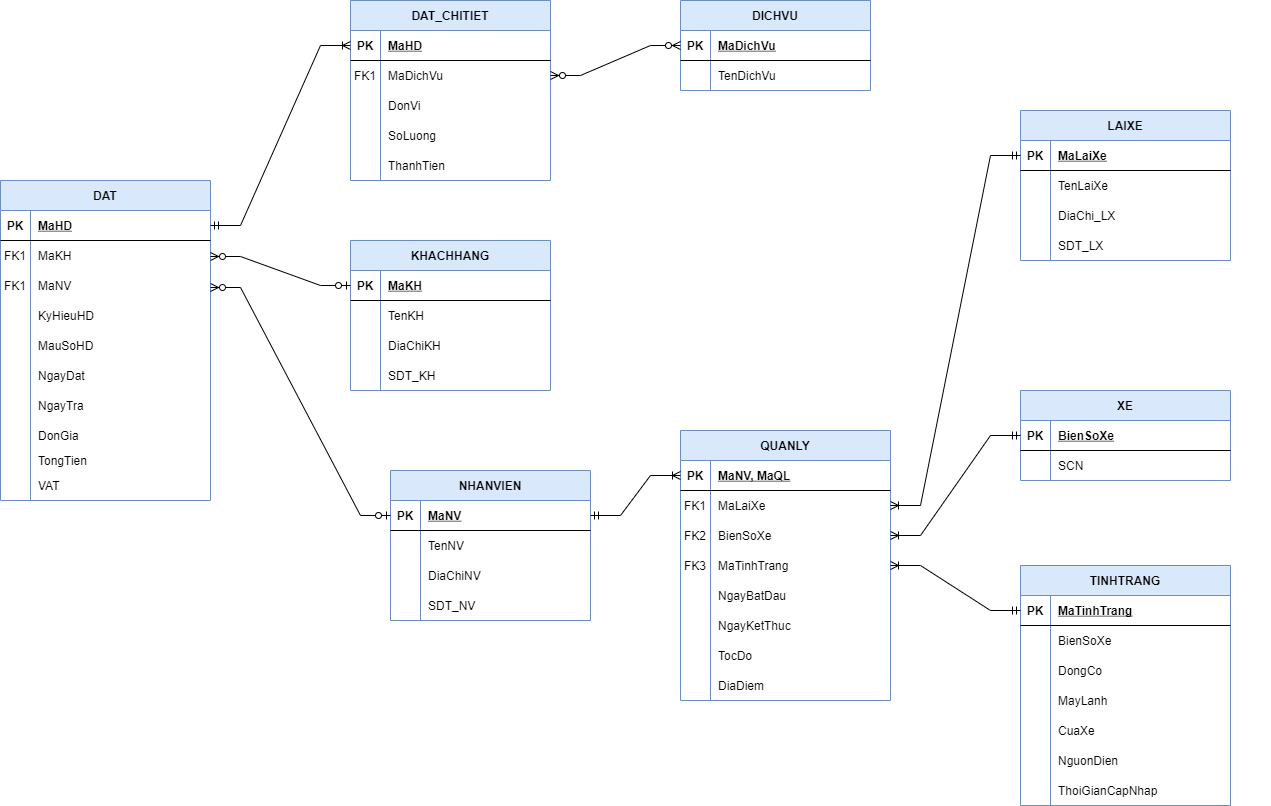 DAT_CHITIET
PK MaHD
FK1 MaDichVu
DonVi
SoLuong
ThanhTien
DICHVU
PK MaDichVu
TenDichVu
LAIXE
PK MaLaiXe
TenLaiXe
DiaChi_LX
SDT_LX
DAT
PK MaHD
FK1 MaKH
FK1 MaNV
KyHieuHD
MauSoHD
NgayDat
NgayTra
DonGia
TongTien
VAT
KHACHHANG
PK MaKH
TenKH
DiaChiKH
SDT_KH
XE
PK BienSoXe
SCN
QUANLY
PK MaNV, MaQL
FK1 MaLaiXe
FK2 BienSoXe
FK3 MaTinhTrang
NgayBatDau
NgayKetThuc
TocDo
DiaDiem
NHANVIEN
PK MaNV
TenNV
DiaChiNV
SDT_NV
TINHTRANG
PK MaTinhTrang
BienSoXe
DongCo
MayLanh
CuaXe
NguonDien
ThoiGianCapNhap